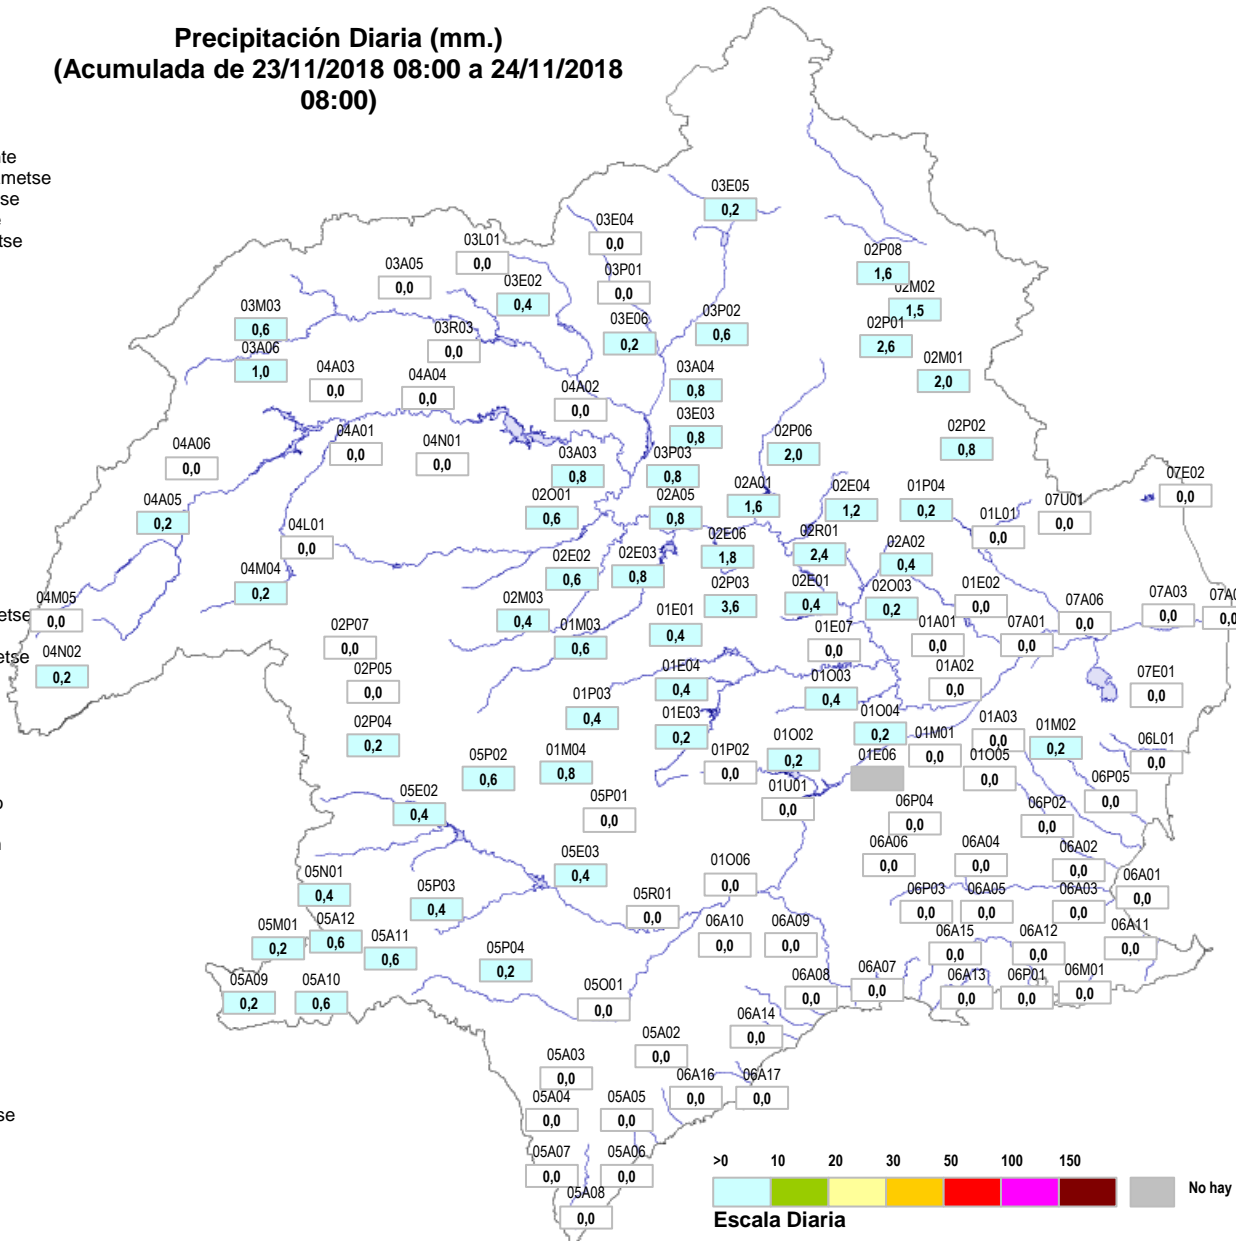 Precipitación Diaria (mm.)
(Acumulada de 23/11/2018 08:00 a 24/11/2018
08:00)
nte
metse
se
e
tse
03E05
0,2
03E04
0,0
03L01
0,0
02P08
1,6
03A05
0,0
03E02
0,4
03P01
0,0
02M02
1,5
03M03
0,6
03R03
0,0
03E06
0,2
03P02
0,6
02P01
2,6
03A06
1,0
04A03
0,0
04A04
0,0
04A02
0,0
03A04
0,8
02M01
2,0
03E03
0,8
04A06
0,0
04A01
0,0
04N01
0,0
03A03
0,8
03P03
0,8
02P06
2,0
02P02
0,8
07E02
0,0
04A05
0,2
02O01
0,6
02A05
0,8
02A01
1,6
02E04
1,2
01P04
0,2
01L01
0,0
07U01
0,0
04L01
0,0
02E02
0,6
02E03
0,8
02E06
1,8
02R01
2,4
02A02
0,4
04M04
0,2
04M05
0,0
etse
02M03
0,4
01M03
0,6
01E01
0,4
02P03
3,6
02E01
0,4
02O03
0,2
01E02
0,0
07A06
0,0
07A03
0,0
07A0
0,0
04N02
0,2
etse
02P07
0,0
01E07
0,0
01A01
0,0
07A01
0,0
02P05
0,0
01E04
0,4
01O03
0,4
01A02
0,0
07E01
0,0
02P04
0,2
01P03
0,4
01E03
0,2
01O04
0,2
01M01
0,0
01A03
0,0
01M02
0,2
06L01
0,0
05P02
0,6
01M04
0,8
01P02
0,0
01O02
0,2
01E06
01O05
0,0
06P05
0,0
05E02
0,4
05P01
0,0
01U01
0,0
06P04
0,0
06P02
0,0
05E03
0,4
06A06
0,0
06A04
0,0
06A02
0,0
05N01
0,4
05P03
0,4
05R01
0,0
01O06
0,0
06P03
0,0
06A05
0,0
06A03
0,0
06A01
0,0
05M01
0,2
05A12
0,6
05A11
0,6
06A10
0,0
06A09
0,0
06A15
0,0
06A12
0,0
06A11
0,0
05A09
0,2
05A10
0,6
05P04
0,2
05O01
0,0
06A08
0,0
06A07
0,0
06A13
0,0
06P01
0,0
06M01
0,0
05A02
0,0
06A14
0,0
05A03
0,0
06A16
0,0
06A17
0,0
05A04
0,0
05A05
0,0
se
05A07
0,0
05A06
0,0
05A08
0,0
>0 10 20 30 50 100 150
No hay
Escala Diaria